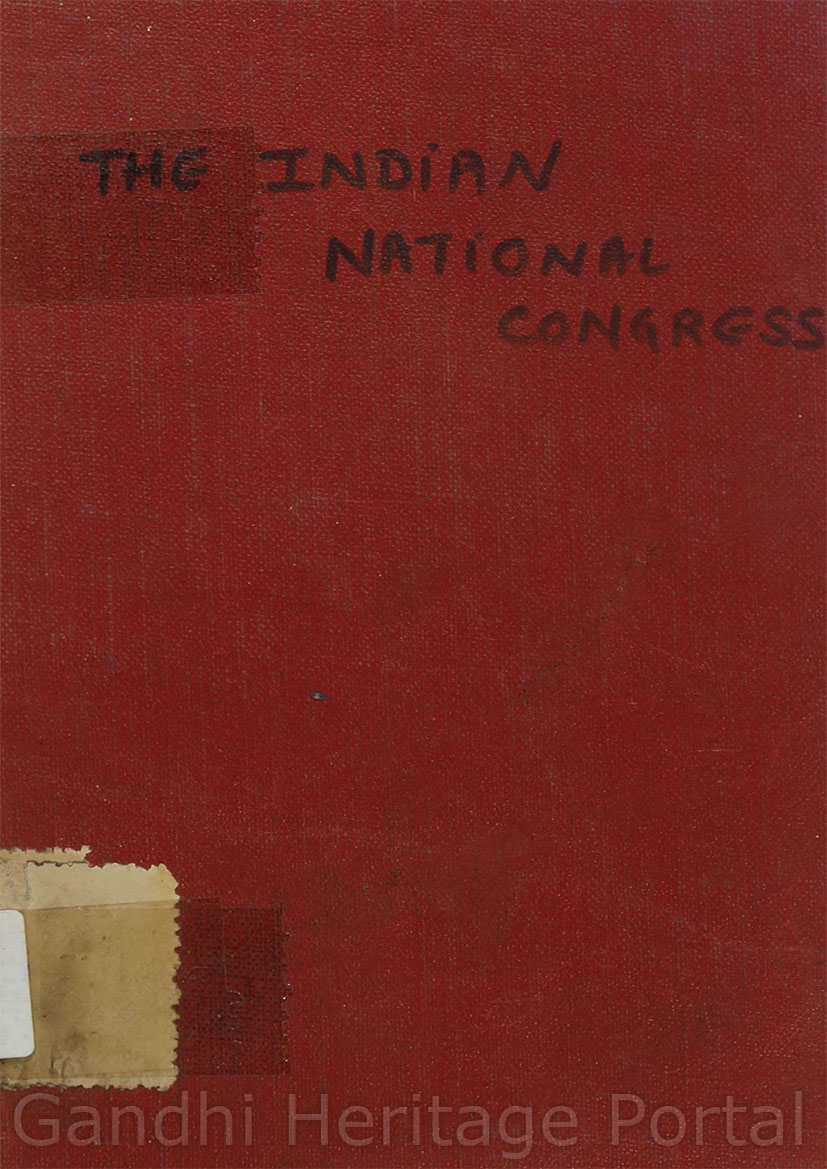 THE INDIAN
NATIONAL
CONGRESS
Gandhi Heritage Portal